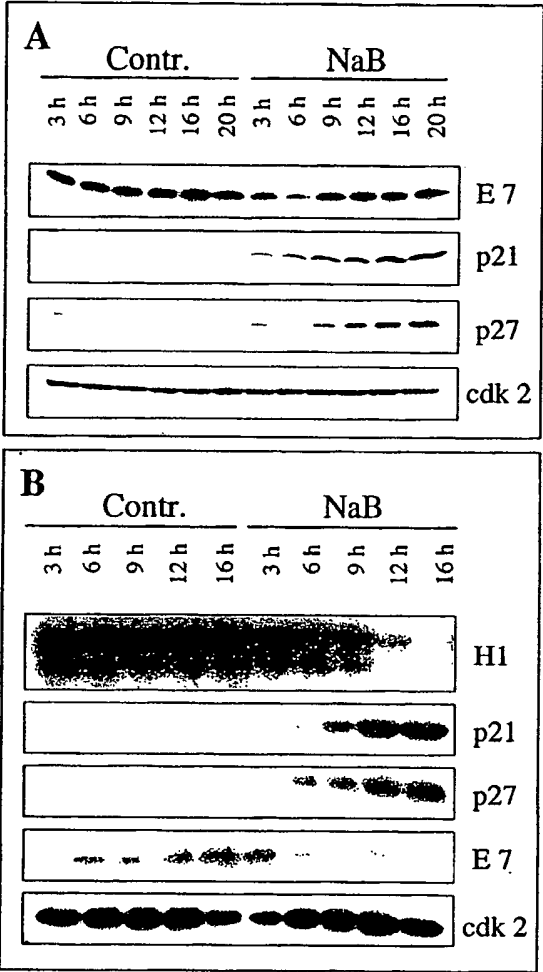 A
Contr. NaB
3 h 6 h 9 h 12 h 16 h 20 h 3 h 6 h 9 h 12 h 16 h 20 h
E 7
p21
p27
cdk 2
B
Contr. NaB
3 h 6 h 9 h 12 h 16 h 3 h 6 h 9 h 12 h 16 h
H1
p21
p27
E 7
cdk 2